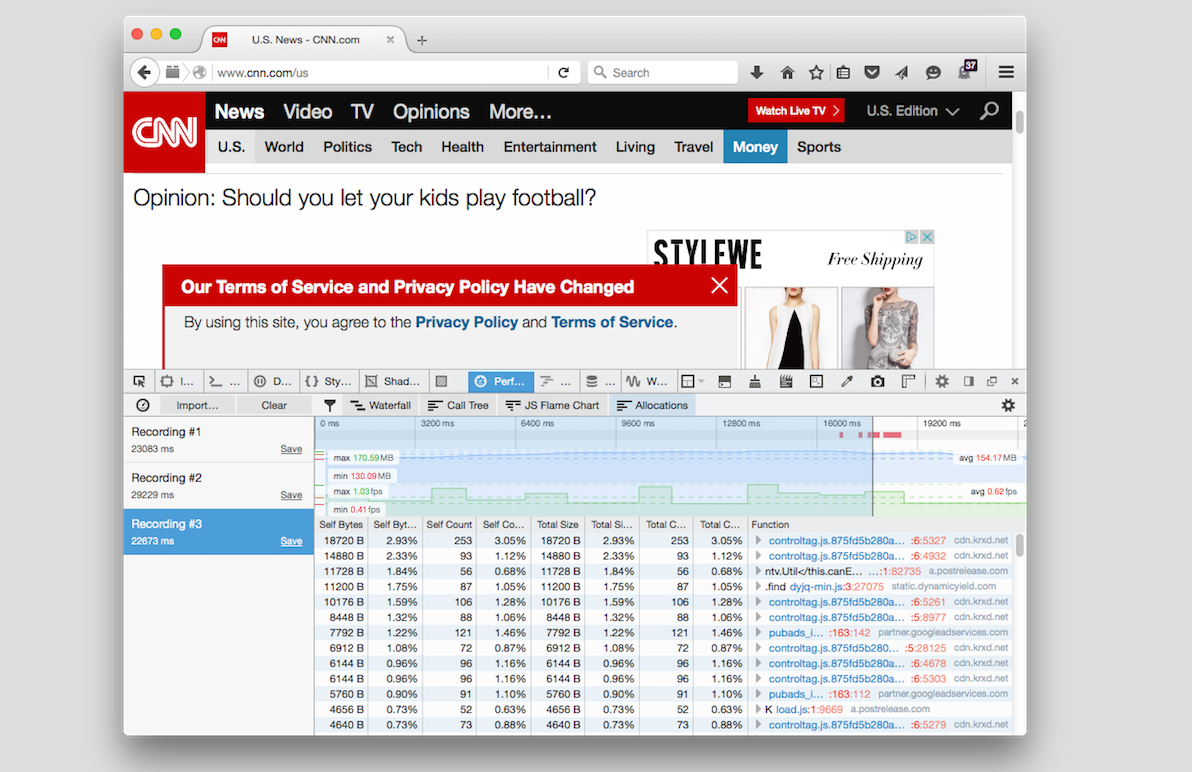 U.S. News - CNN.com
www.cnn.com/us
Search
37
CNN
News Video TV Opinions More...
Watch Live TV
U.S. Edition
U.S. World Politics Tech Health Entertainment Living Travel Money Sports
Opinion: Should you let your kids play football?
STYLEWE
Free Shipping
Our Terms of Service and Privacy Policy Have Changed
By using this site, you agree to the Privacy Policy and Terms of Service.
I... ... D... {} Sty... Shad... Perf... ... ... W...
Import... Clear Waterfall Call Tree JS Flame Chart Allocations
Recording #1
23083 ms Save
Recording #2
29229 ms Save
Recording #3
22673 ms Save
0 ms 3200 ms 6400 ms 9600 ms 12800 ms 16000 ms 19200 ms 2
max 170.59MB avg 154.17MB
min 130.09MB
max 1.03fps avg 0.62fps
min 0.41fps
Self Bytes Self Byt... Self Count Self Co... Total Size Total Si... Total C... Total C... Function
18720 B 2.93% 253 3.05% 18720 B 2.93% 253 3.05% controltag.js.875fd5b280a... :6:5327 cdn.krxd.net
14880 B 2.33% 93 1.12% 14880 B 2.33% 93 1.12% controltag.js.875fd5b280a... :6:4932 cdn.krxd.net
11728 B 1.84% 56 0.68% 11728 B 1.84% 56 0.68% ntv.Util</this.canE... ...:1:82735 a.postrelease.com
11200 B 1.75% 87 1.05% 11200 B 1.75% 87 1.05% .find dyjq-min.js:3:27075 static.dynamicyield.com
10176 B 1.59% 106 1.28% 10176 B 1.59% 106 1.28% controltag.js.875fd5b280a... :6:5261 cdn.krxd.net
8448 B 1.32% 88 1.06% 8448 B 1.32% 88 1.06% controltag.js.875fd5b280a... :5:8977 cdn.krxd.net
7792 B 1.22% 121 1.46% 7792 B 1.22% 121 1.46% pubads_i... :163:142 partner.googleadservices.com
6912 B 1.08% 72 0.87% 6912 B 1.08% 72 0.87% controltag.js.875fd5b280... :5:28125 cdn.krxd.net
6144 B 0.96% 96 1.16% 6144 B 0.96% 96 1.16% controltag.js.875fd5b280a... :6:4678 cdn.krxd.net
6144 B 0.96% 96 1.16% 6144 B 0.96% 96 1.16% controltag.js.875fd5b280a... :6:5303 cdn.krxd.net
5760 B 0.90% 91 1.10% 5760 B 0.90% 91 1.10% pubads_i... :163:112 partner.googleadservices.com
4656 B 0.73% 52 0.63% 4656 B 0.73% 52 0.63% K load.js:1:9669 a.postrelease.com
4640 B 0.73% 73 0.88% 4640 B 0.73% 73 0.88% controltag.js.875fd5b280a... :6:5279 cdn.krxd.net